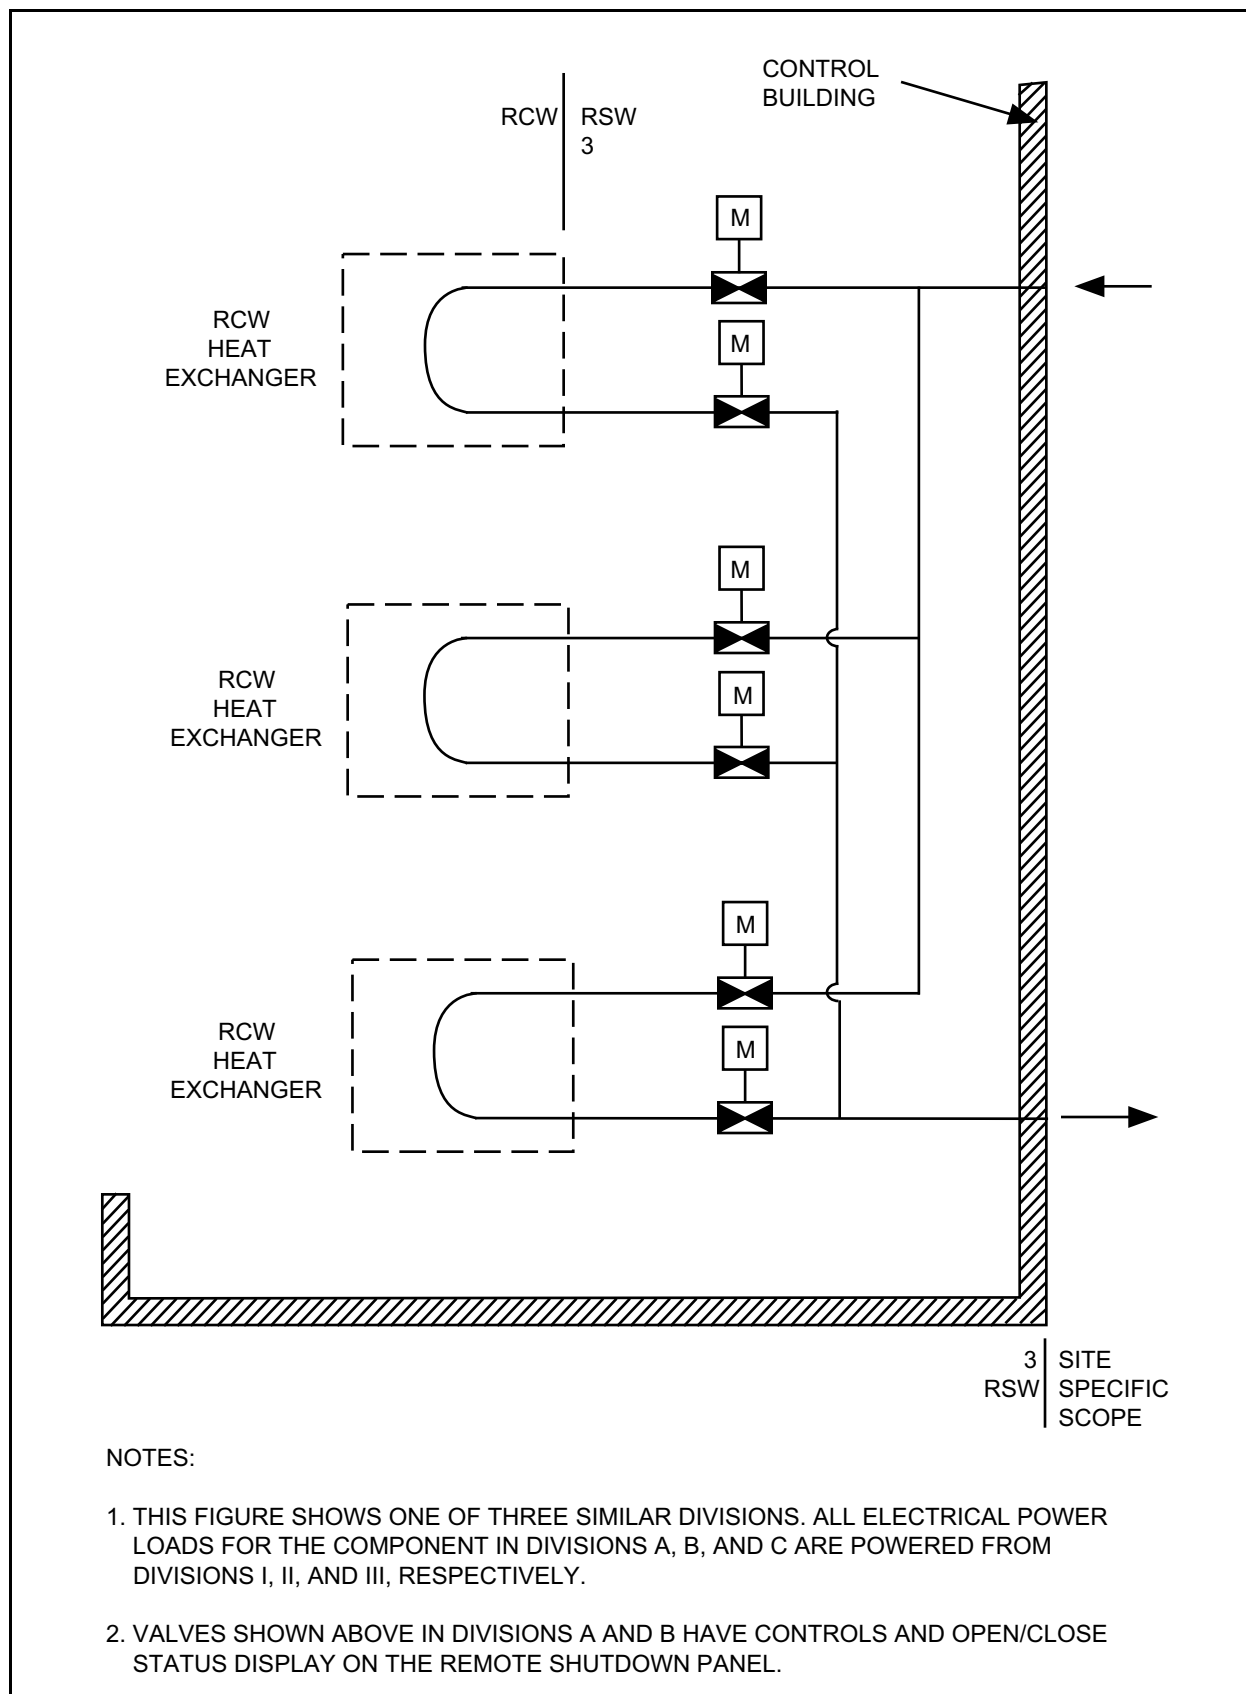 CONTROL
BUILDING
RCW
RSW
3
M
M
RCW
HEAT
EXCHANGER
M
M
RCW
HEAT
EXCHANGER
M
M
RCW
HEAT
EXCHANGER
3
RSW
SITE
SPECIFIC
SCOPE
NOTES:
1. THIS FIGURE SHOWS ONE OF THREE SIMILAR DIVISIONS. ALL ELECTRICAL POWER
LOADS FOR THE COMPONENT IN DIVISIONS A, B, AND C ARE POWERED FROM
DIVISIONS I, II, AND III, RESPECTIVELY.
2. VALVES SHOWN ABOVE IN DIVISIONS A AND B HAVE CONTROLS AND OPEN/CLOSE
STATUS DISPLAY ON THE REMOTE SHUTDOWN PANEL.